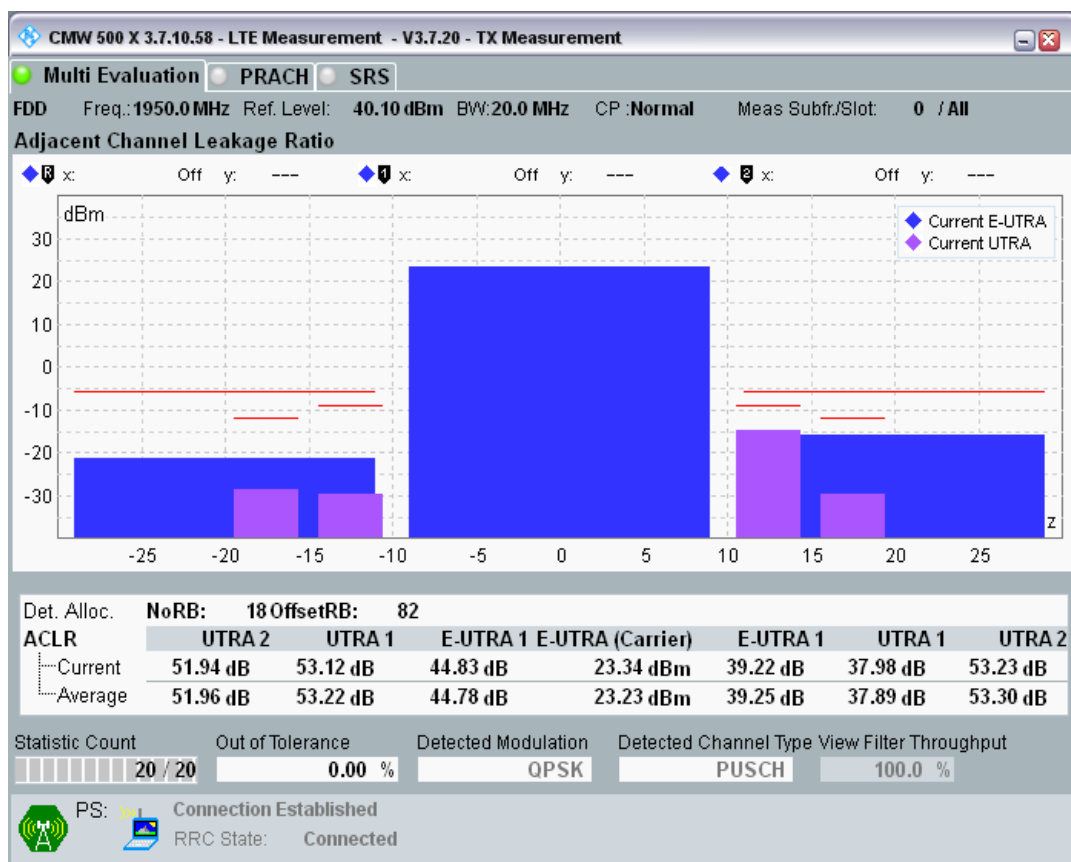 CMW 500 X 3.7.10.58 - LTE Measurement - V3.7.20 - TX Measurement
Multi Evaluation PRACH SRS
FDD Freq.: 1950.0 MHz Ref. Level: 40.10 dBm BW: 20.0 MHz CP : Normal Meas Subfr./Slot: 0 / All
Adjacent Channel Leakage Ratio
R x: Off y: --- 1 x: Off y: --- 2 x: Off y: ---
dBm
Current E-UTRA
Current UTRA
30
20
10
0
-10
-20
-30
z
-25 -20 -15 -10 -5 0 5 10 15 20 25
Det. Alloc. NoRB: 18 OffsetRB: 82
ACLR UTRA 2 UTRA 1 E-UTRA 1 E-UTRA (Carrier) E-UTRA 1 UTRA 1 UTRA 2
Current 51.94 dB 53.12 dB 44.83 dB 23.34 dBm 39.22 dB 37.98 dB 53.23 dB
Average 51.96 dB 53.22 dB 44.78 dB 23.23 dBm 39.25 dB 37.89 dB 53.30 dB
Statistic Count Out of Tolerance Detected Modulation Detected Channel Type View Filter Throughput
20 / 20 0.00 % QPSK PUSCH 100.0 %
PS: Connection Established
RRC State: Connected